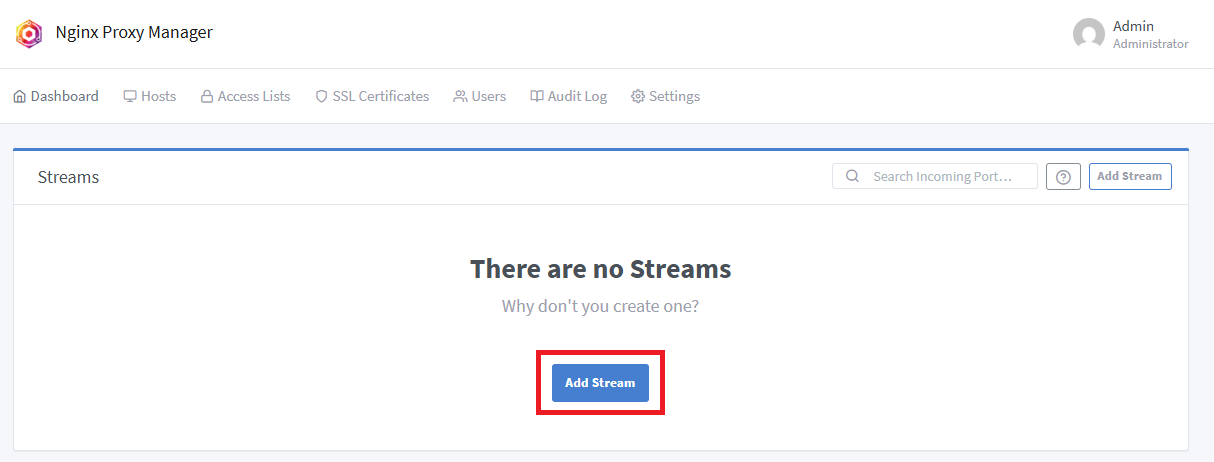 Nginx Proxy Manager
Admin
Administrator
Dashboard Hosts Access Lists SSL Certificates Users Audit Log Settings
Streams
Search Incoming Port... Add Stream
There are no Streams
Why don't you create one?
Add Stream